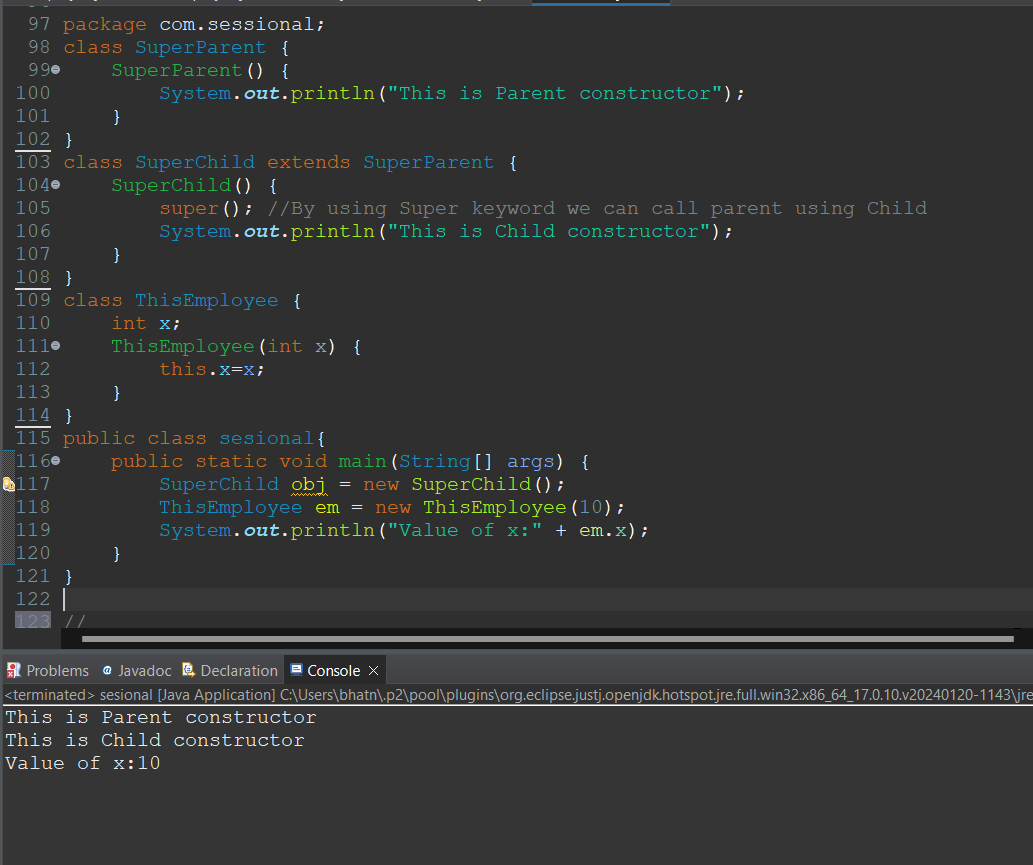 97 package com.sessional;
98 class SuperParent {
99 SuperParent() {
100 System.out.println("This is Parent constructor");
101 }
102 }
103 class SuperChild extends SuperParent {
104 SuperChild() {
105 super(); //By using Super keyword we can call parent using Child
106 System.out.println("This is Child constructor");
107 }
108 }
109 class ThisEmployee {
110 int x;
111 ThisEmployee(int x) {
112 this.x=x;
113 }
114 }
115 public class sesional{
116 public static void main(String[] args) {
117 SuperChild obj = new SuperChild();
118 ThisEmployee em = new ThisEmployee(10);
119 System.out.println("Value of x:" + em.x);
120 }
121 }
122
123 //
Problems @ Javadoc Declaration Console
<terminated> sesional [Java Application] C:\Users\bhatn\.p2\pool\plugins\org.eclipse.justj.openjdk.hotspot.jre.full.win32.x86_64_17.0.10.v20240120-1143\jre
This is Parent constructor
This is Child constructor
Value of x:10